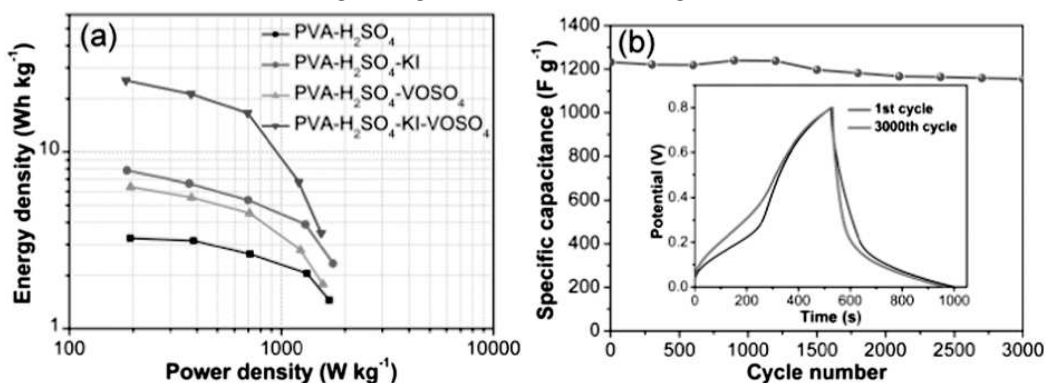 (a)
PVA-H₂SO₄
PVA-H₂SO₄-KI
PVA-H₂SO₄-VOSO₄
PVA-H₂SO₄-KI-VOSO₄
Energy density (Wh kg⁻¹)
10
1
100 1000 10000
Power density (W kg⁻¹)
(b)
Specific capacitance (F g⁻¹)
1400
1200
1000
800
600
400
200
0
0 500 1000 1500 2000 2500 3000
Cycle number
1st cycle
3000th cycle
Potential (V)
0.8
0.6
0.4
0.2
0.0
0 200 400 600 800 1000
Time (s)